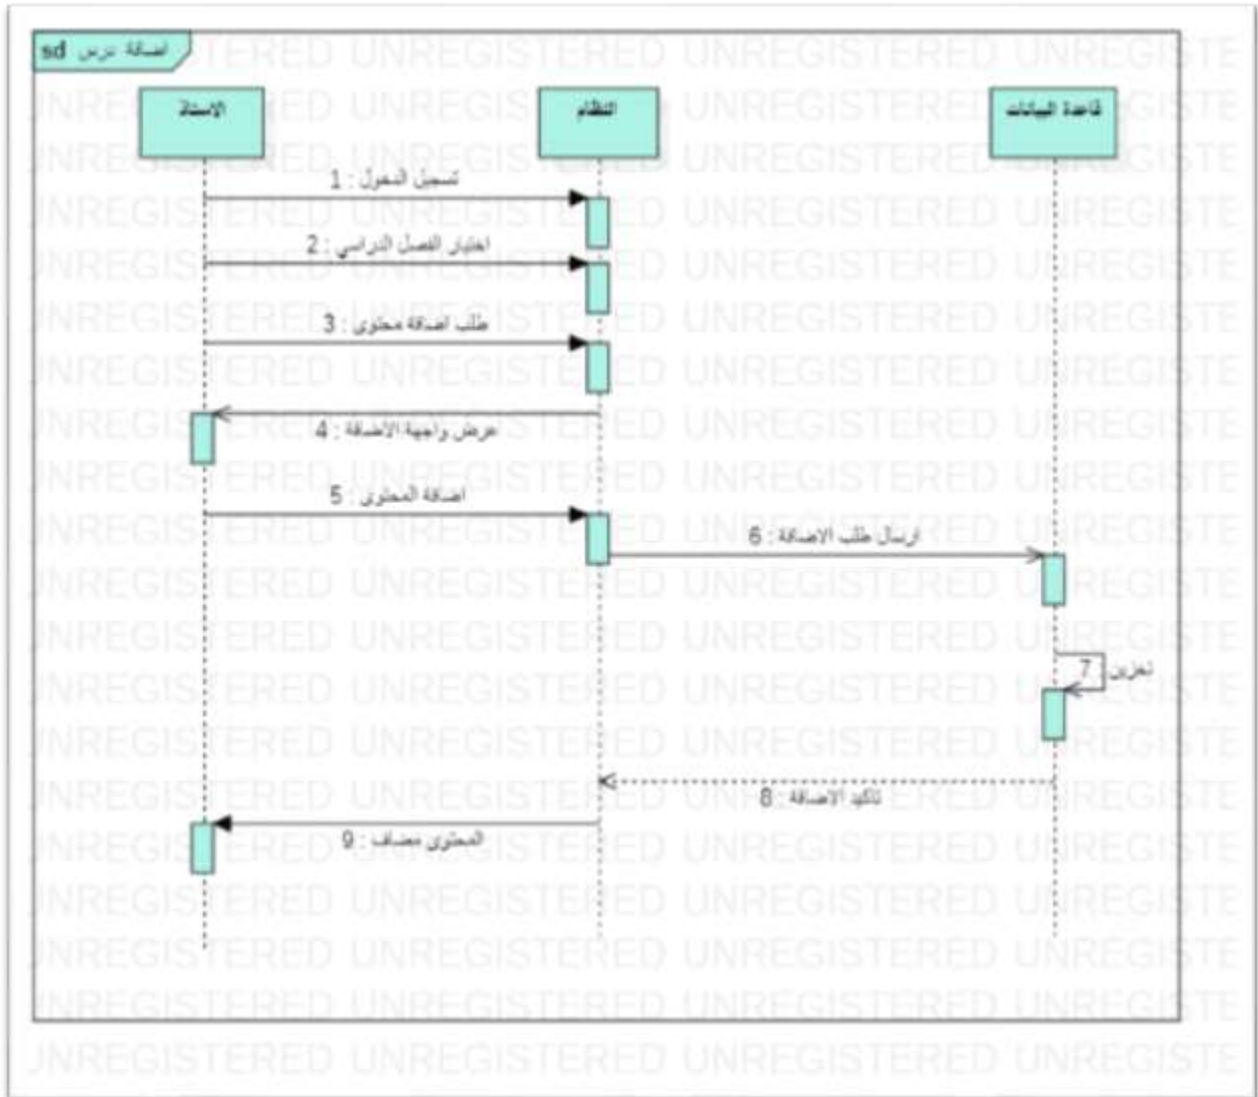 sd اضافة درس
الاستاذ
النظام
قاعدة البيانات
1 : تسجيل الدخول
2 : اختيار الفصل الدراسي
3 : طلب اضافة محتوى
4 : عرض واجهة الاضافة
5 : اضافة المحتوى
6 : ارسال طلب الاضافة
7 : تخزين
8 : تاكيد الاضافة
9 : المحتوى مضاف
UNREGISTERED